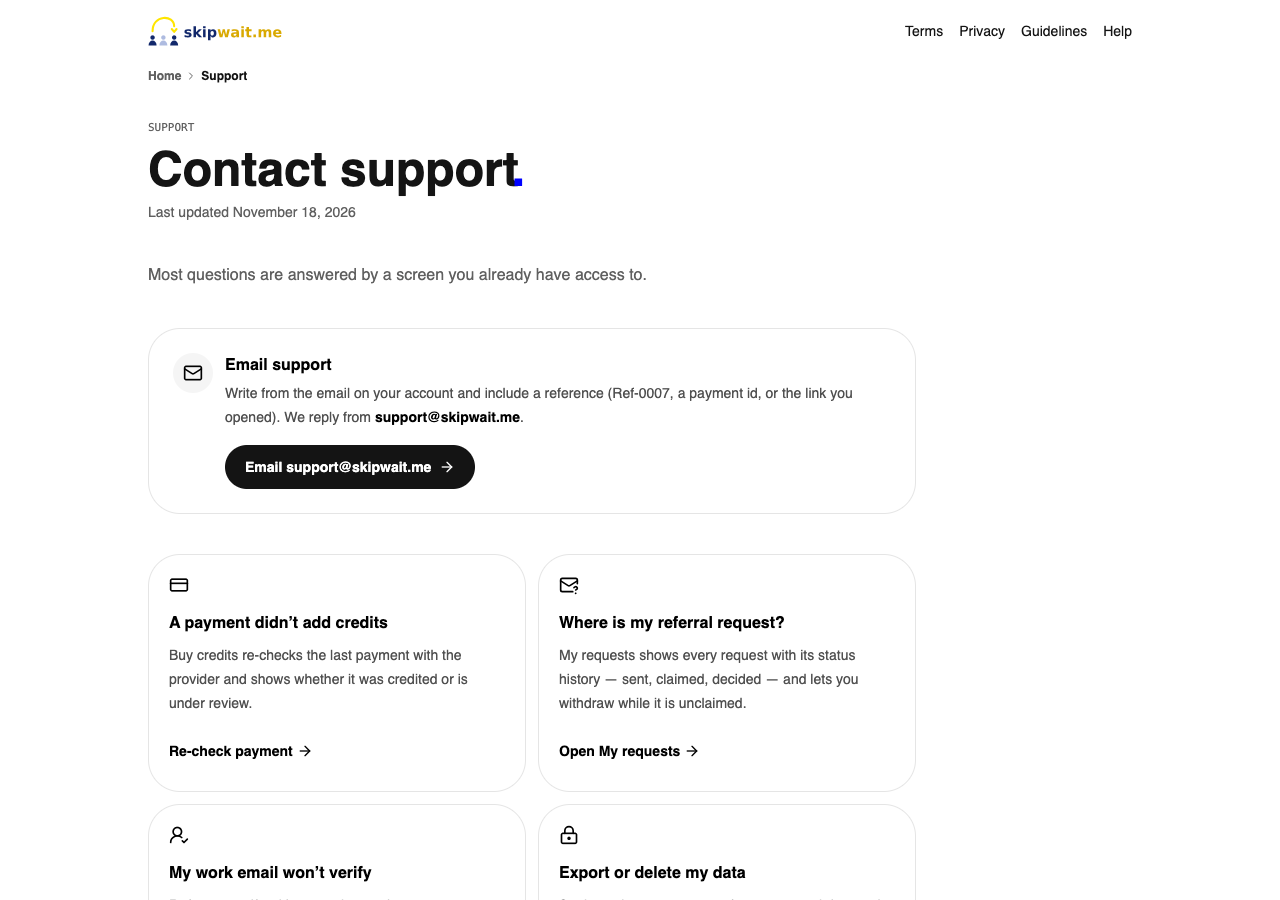 skipwait.me
Terms Privacy Guidelines Help
Home › Support
SUPPORT
Contact support.
Last updated November 18, 2026
Most questions are answered by a screen you already have access to.
Email support
Write from the email on your account and include a reference (Ref-0007, a payment id, or the link you
opened). We reply from support@skipwait.me.
Email support@skipwait.me →
A payment didn’t add credits
Buy credits re-checks the last payment with the
provider and shows whether it was credited or is
under review.
Re-check payment →
Where is my referral request?
My requests shows every request with its status
history — sent, claimed, decided — and lets you
withdraw while it is unclaimed.
Open My requests →
My work email won’t verify
Export or delete my data